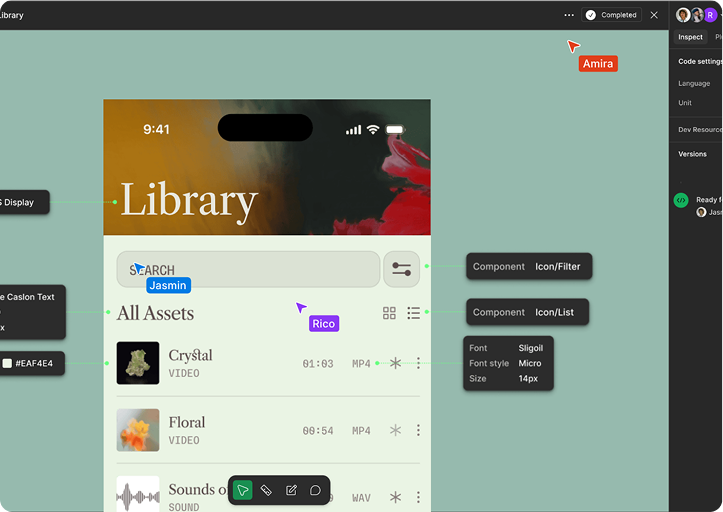 Library
Completed
R
Inspect
Amira
Code settings
Language
Unit
9:41
Dev Resource
Versions
Library
S Display
Ready f
Jas
SEARCH
Jasmin
Component Icon/Filter
e Caslon Text
x
All Assets
Rico
Component Icon/List
#EAF4E4
Crystal
VIDEO
01:03 MP4
Font Sligoil
Font style Micro
Size 14px
Floral
VIDEO
00:54 MP4
Sounds o
SOUND
WAV